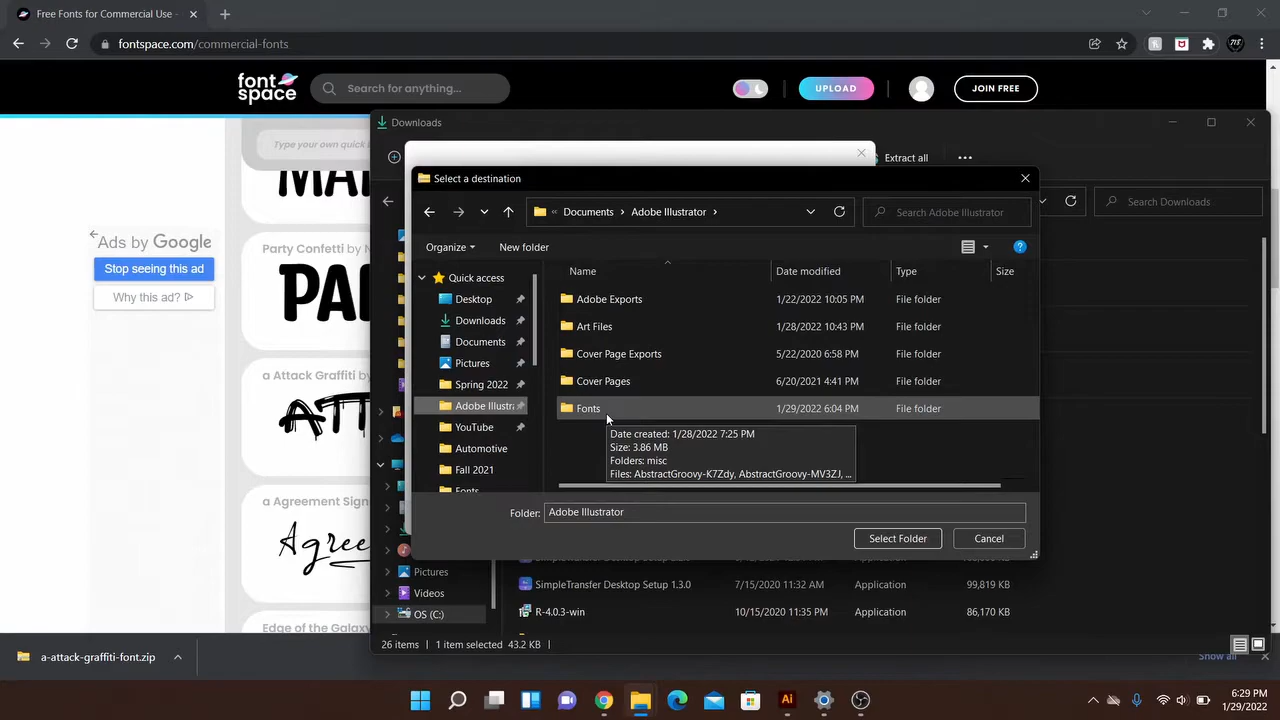 Free Fonts for Commercial Use -
fontspace.com/commercial-fonts
font space
Search for anything...
UPLOAD
JOIN FREE
Downloads
Type your own quick
Extract all
Select a destination
Documents
Adobe Illustrator
Search Adobe Illustrator
Search Downloads
Organize
New folder
Name
Date modified
Type
Size
Quick access
Desktop
Downloads
Documents
Pictures
Spring 2022
Adobe Illustra
YouTube
Automotive
Fall 2021
Fonts
Adobe Exports 1/22/2022 10:05 PM File folder
Art Files 1/28/2022 10:43 PM File folder
Cover Page Exports 5/22/2020 6:58 PM File folder
Cover Pages 6/20/2021 4:41 PM File folder
Fonts 1/29/2022 6:04 PM File folder
Date created: 1/28/2022 7:25 PM
Size: 3.86 MB
Folders: misc
Files: AbstractGroovy-K7Zdy, AbstractGroovy-MV3ZJ, ...
Folder: Adobe Illustrator
Select Folder
Cancel
Ads by Google
Stop seeing this ad
Why this ad?
Party Confetti by N
a Attack Graffiti by
a Agreement Sign
Agree
Edge of the Galaxy
Pictures
Videos
OS (C:)
SimpleTransfer Desktop Setup 1.3.0 7/15/2020 11:32 AM Application 99,819 KB
R-4.0.3-win 10/15/2020 11:35 PM Application 86,170 KB
26 items 1 item selected 43.2 KB
a-attack-graffiti-font.zip
Show all
6:29 PM
1/29/2022